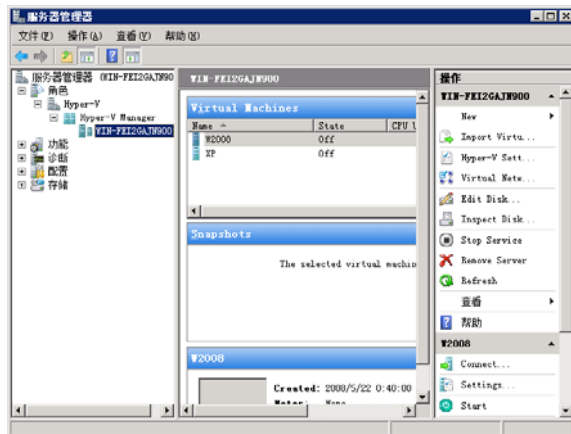 服务器管理器
文件(F) 操作(A) 查看(V) 帮助(H)
服务器管理器 (WIN-FEI2GAJN90
角色
Hyper-V
Hyper-V Manager
WIN-FEI2GAJN900
功能
诊断
配置
存储
WIN-FEI2GAJN900
Virtual Machines
Name State CPU U
W2008 Off
XP Off
Snapshots
The selected virtual machin
W2008
Created: 2008/5/22 0:40:00
Notes: None
操作
WIN-FEI2GAJN900
New
Import Virtu...
Hyper-V Sett...
Virtual Netw...
Edit Disk...
Inspect Disk...
Stop Service
Remove Server
Refresh
查看
帮助
W2008
Connect...
Settings...
Start